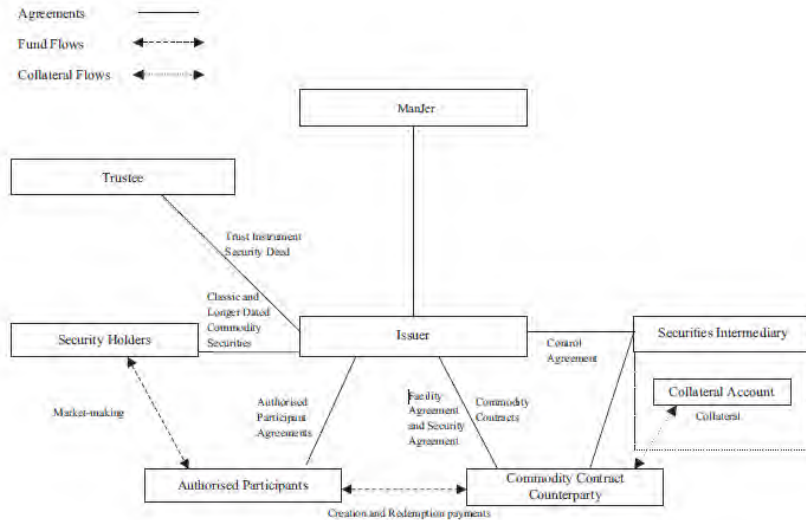 Agreements
Fund Flows
Collateral Flows
ManJer
Trustee
Trust Instrument
Security Deed
Classic and
Longer Dated
Commodity
Securities
Security Holders
Issuer
Control
Agreement
Securities Intermediary
Collateral Account
Collateral
Market-making
Authorised
Participant
Agreements
Facility
Agreement
and Security
Agreement
Commodity
Contracts
Authorised Participants
Commodity Contract
Counterparty
Creation and Redemption payments